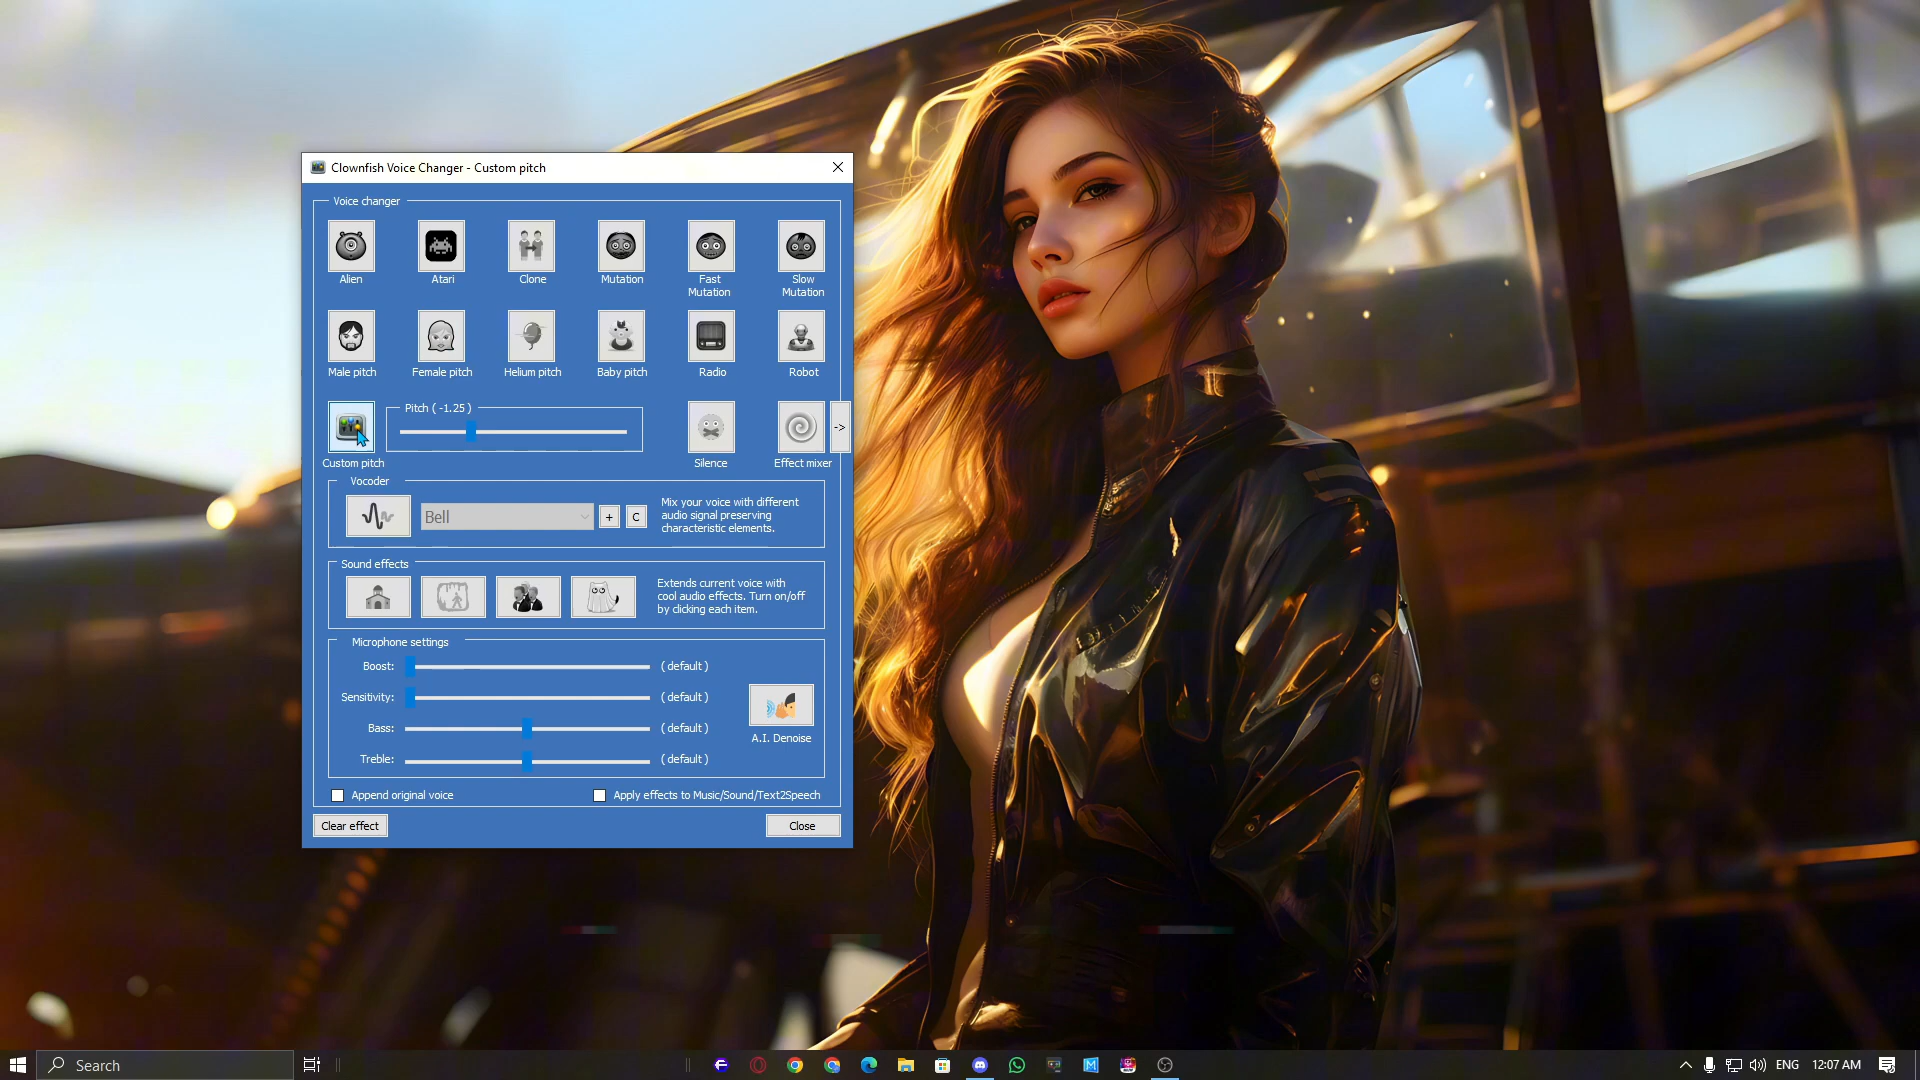 Clownfish Voice Changer - Custom pitch
Voice changer
Alien
Atari
Clone
Mutation
Fast
Mutation
Slow
Mutation
Male pitch
Female pitch
Helium pitch
Baby pitch
Radio
Robot
Pitch ( -1.25 )
->
Custom pitch
Silence
Effect mixer
Vocoder
Bell
+
C
Mix your voice with different
audio signal preserving
characteristic elements.
Sound effects
Extends current voice with
cool audio effects. Turn on/off
by clicking each item.
Microphone settings
Boost:
( default )
Sensitivity:
( default )
Bass:
( default )
A.I. Denoise
Treble:
( default )
Append original voice
Apply effects to Music/Sound/Text2Speech
Clear effect
Close
Search
ENG
12:07 AM